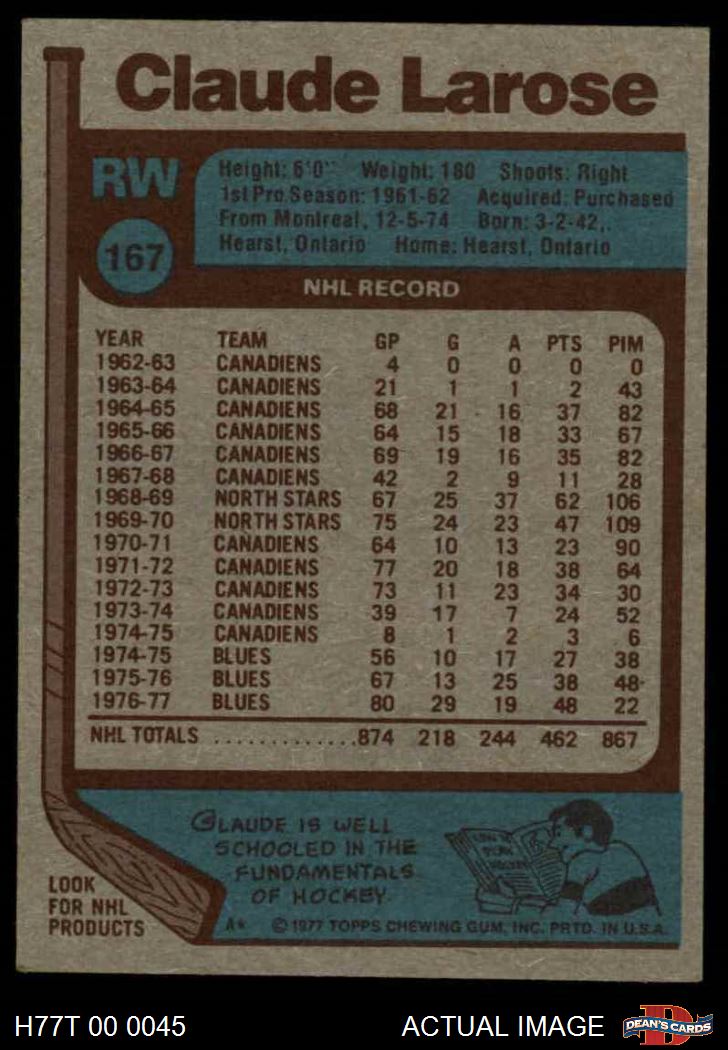 Claude Larose
RW
Height: 6'0" Weight: 180 Shoots: Right
1st Pro Season: 1961-62 Acquired: Purchased
From Montreal, 12-5-74 Born: 3-2-42,.
Hearst, Ontario Home: Hearst, Ontario
167
NHL RECORD
YEAR TEAM GP G A PTS PIM
1962-63 CANADIENS 4 0 0 0 0
1963-64 CANADIENS 21 1 1 2 43
1964-65 CANADIENS 68 21 16 37 82
1965-66 CANADIENS 64 15 18 33 67
1966-67 CANADIENS 69 19 16 35 82
1967-68 CANADIENS 42 2 9 11 28
1968-69 NORTH STARS 67 25 37 62 106
1969-70 NORTH STARS 75 24 23 47 109
1970-71 CANADIENS 64 10 13 23 90
1971-72 CANADIENS 77 20 18 38 64
1972-73 CANADIENS 73 11 23 34 30
1973-74 CANADIENS 39 17 7 24 52
1974-75 CANADIENS 8 1 2 3 6
1974-75 BLUES 56 10 17 27 38
1975-76 BLUES 67 13 25 38 48
1976-77 BLUES 80 29 19 48 22
NHL TOTALS .............874 218 244 462 867
CLAUDE IS WELL
SCHOOLED IN THE
FUNDAMENTALS
OF HOCKEY.
HOW TO
PLAY
HOCKEY
LOOK
FOR NHL
PRODUCTS
A* © 1977 TOPPS CHEWING GUM, INC. PRTD. IN U.S.A.
H77T 00 0045 ACTUAL IMAGE
D
DEAN'S CARDS